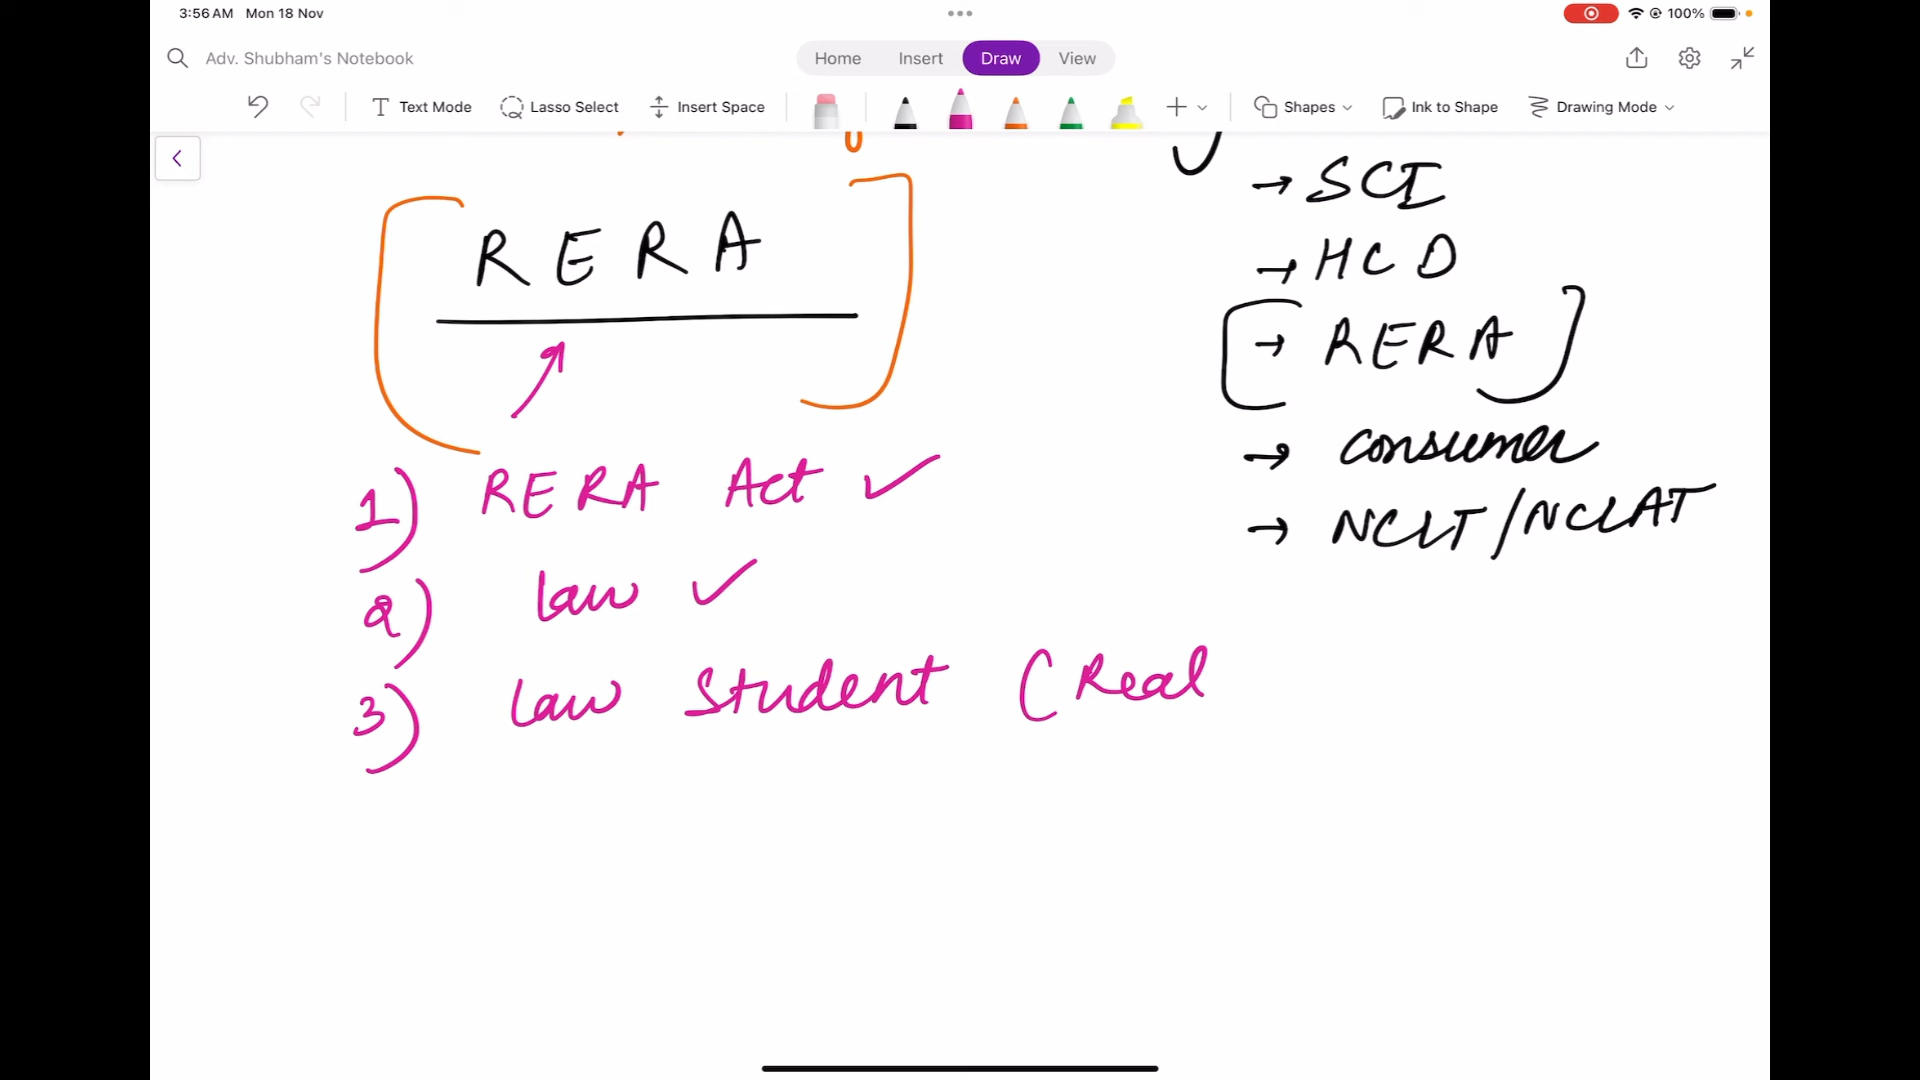 3:56 AM Mon 18 Nov
100%
Adv. Shubham's Notebook
Home Insert Draw View
Text Mode Lasso Select Insert Space Shapes Ink to Shape Drawing Mode
RERA
1) RERA Act ✓
2) Law ✓
3) Law Student (Real
→ SCI
→ HCD
→ RERA
→ consumer
→ NCLT/NCLAT